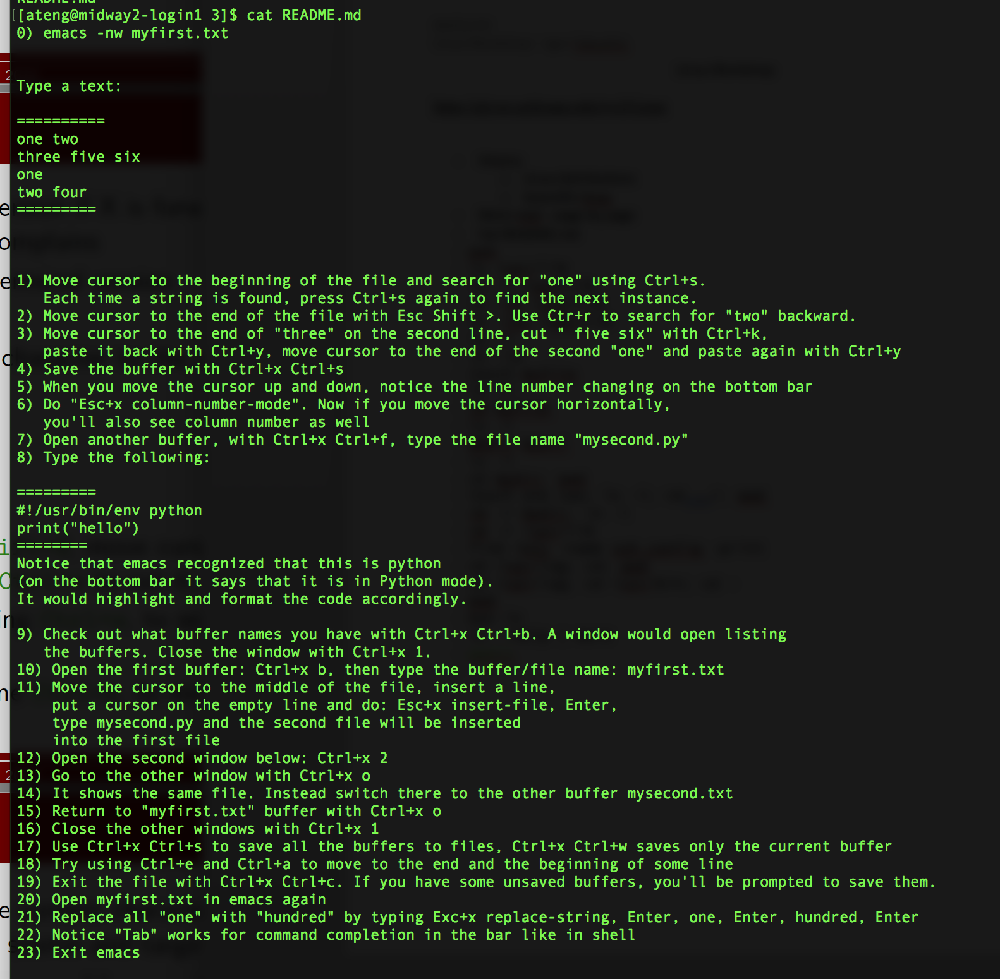 README.md
[[ateng@midway2-login1 3]$ cat README.md
0) emacs -nw myfirst.txt
Type a text:
==========
one two
three five six
one
two four
=========
1) Move cursor to the beginning of the file and search for "one" using Ctrl+s.
Each time a string is found, press Ctrl+s again to find the next instance.
2) Move cursor to the end of the file with Esc Shift >. Use Ctr+r to search for "two" backward.
3) Move cursor to the end of "three" on the second line, cut " five six" with Ctrl+k,
paste it back with Ctrl+y, move cursor to the end of the second "one" and paste again with Ctrl+y
4) Save the buffer with Ctrl+x Ctrl+s
5) When you move the cursor up and down, notice the line number changing on the bottom bar
6) Do "Esc+x column-number-mode". Now if you move the cursor horizontally,
you'll also see column number as well
7) Open another buffer, with Ctrl+x Ctrl+f, type the file name "mysecond.py"
8) Type the following:
=========
#!/usr/bin/env python
print("hello")
========
Notice that emacs recognized that this is python
(on the bottom bar it says that it is in Python mode).
It would highlight and format the code accordingly.
9) Check out what buffer names you have with Ctrl+x Ctrl+b. A window would open listing
the buffers. Close the window with Ctrl+x 1.
10) Open the first buffer: Ctrl+x b, then type the buffer/file name: myfirst.txt
11) Move the cursor to the middle of the file, insert a line,
put a cursor on the empty line and do: Esc+x insert-file, Enter,
type mysecond.py and the second file will be inserted
into the first file
12) Open the second window below: Ctrl+x 2
13) Go to the other window with Ctrl+x o
14) It shows the same file. Instead switch there to the other buffer mysecond.txt
15) Return to "myfirst.txt" buffer with Ctrl+x o
16) Close the other windows with Ctrl+x 1
17) Use Ctrl+x Ctrl+s to save all the buffers to files, Ctrl+x Ctrl+w saves only the current buffer
18) Try using Ctrl+e and Ctrl+a to move to the end and the beginning of some line
19) Exit the file with Ctrl+x Ctrl+c. If you have some unsaved buffers, you'll be prompted to save them.
20) Open myfirst.txt in emacs again
21) Replace all "one" with "hundred" by typing Exc+x replace-string, Enter, one, Enter, hundred, Enter
22) Notice "Tab" works for command completion in the bar like in shell
23) Exit emacs